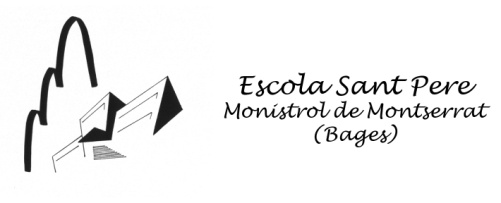 Escola Sant Pere
Monistrol de Montserrat
(Bages)